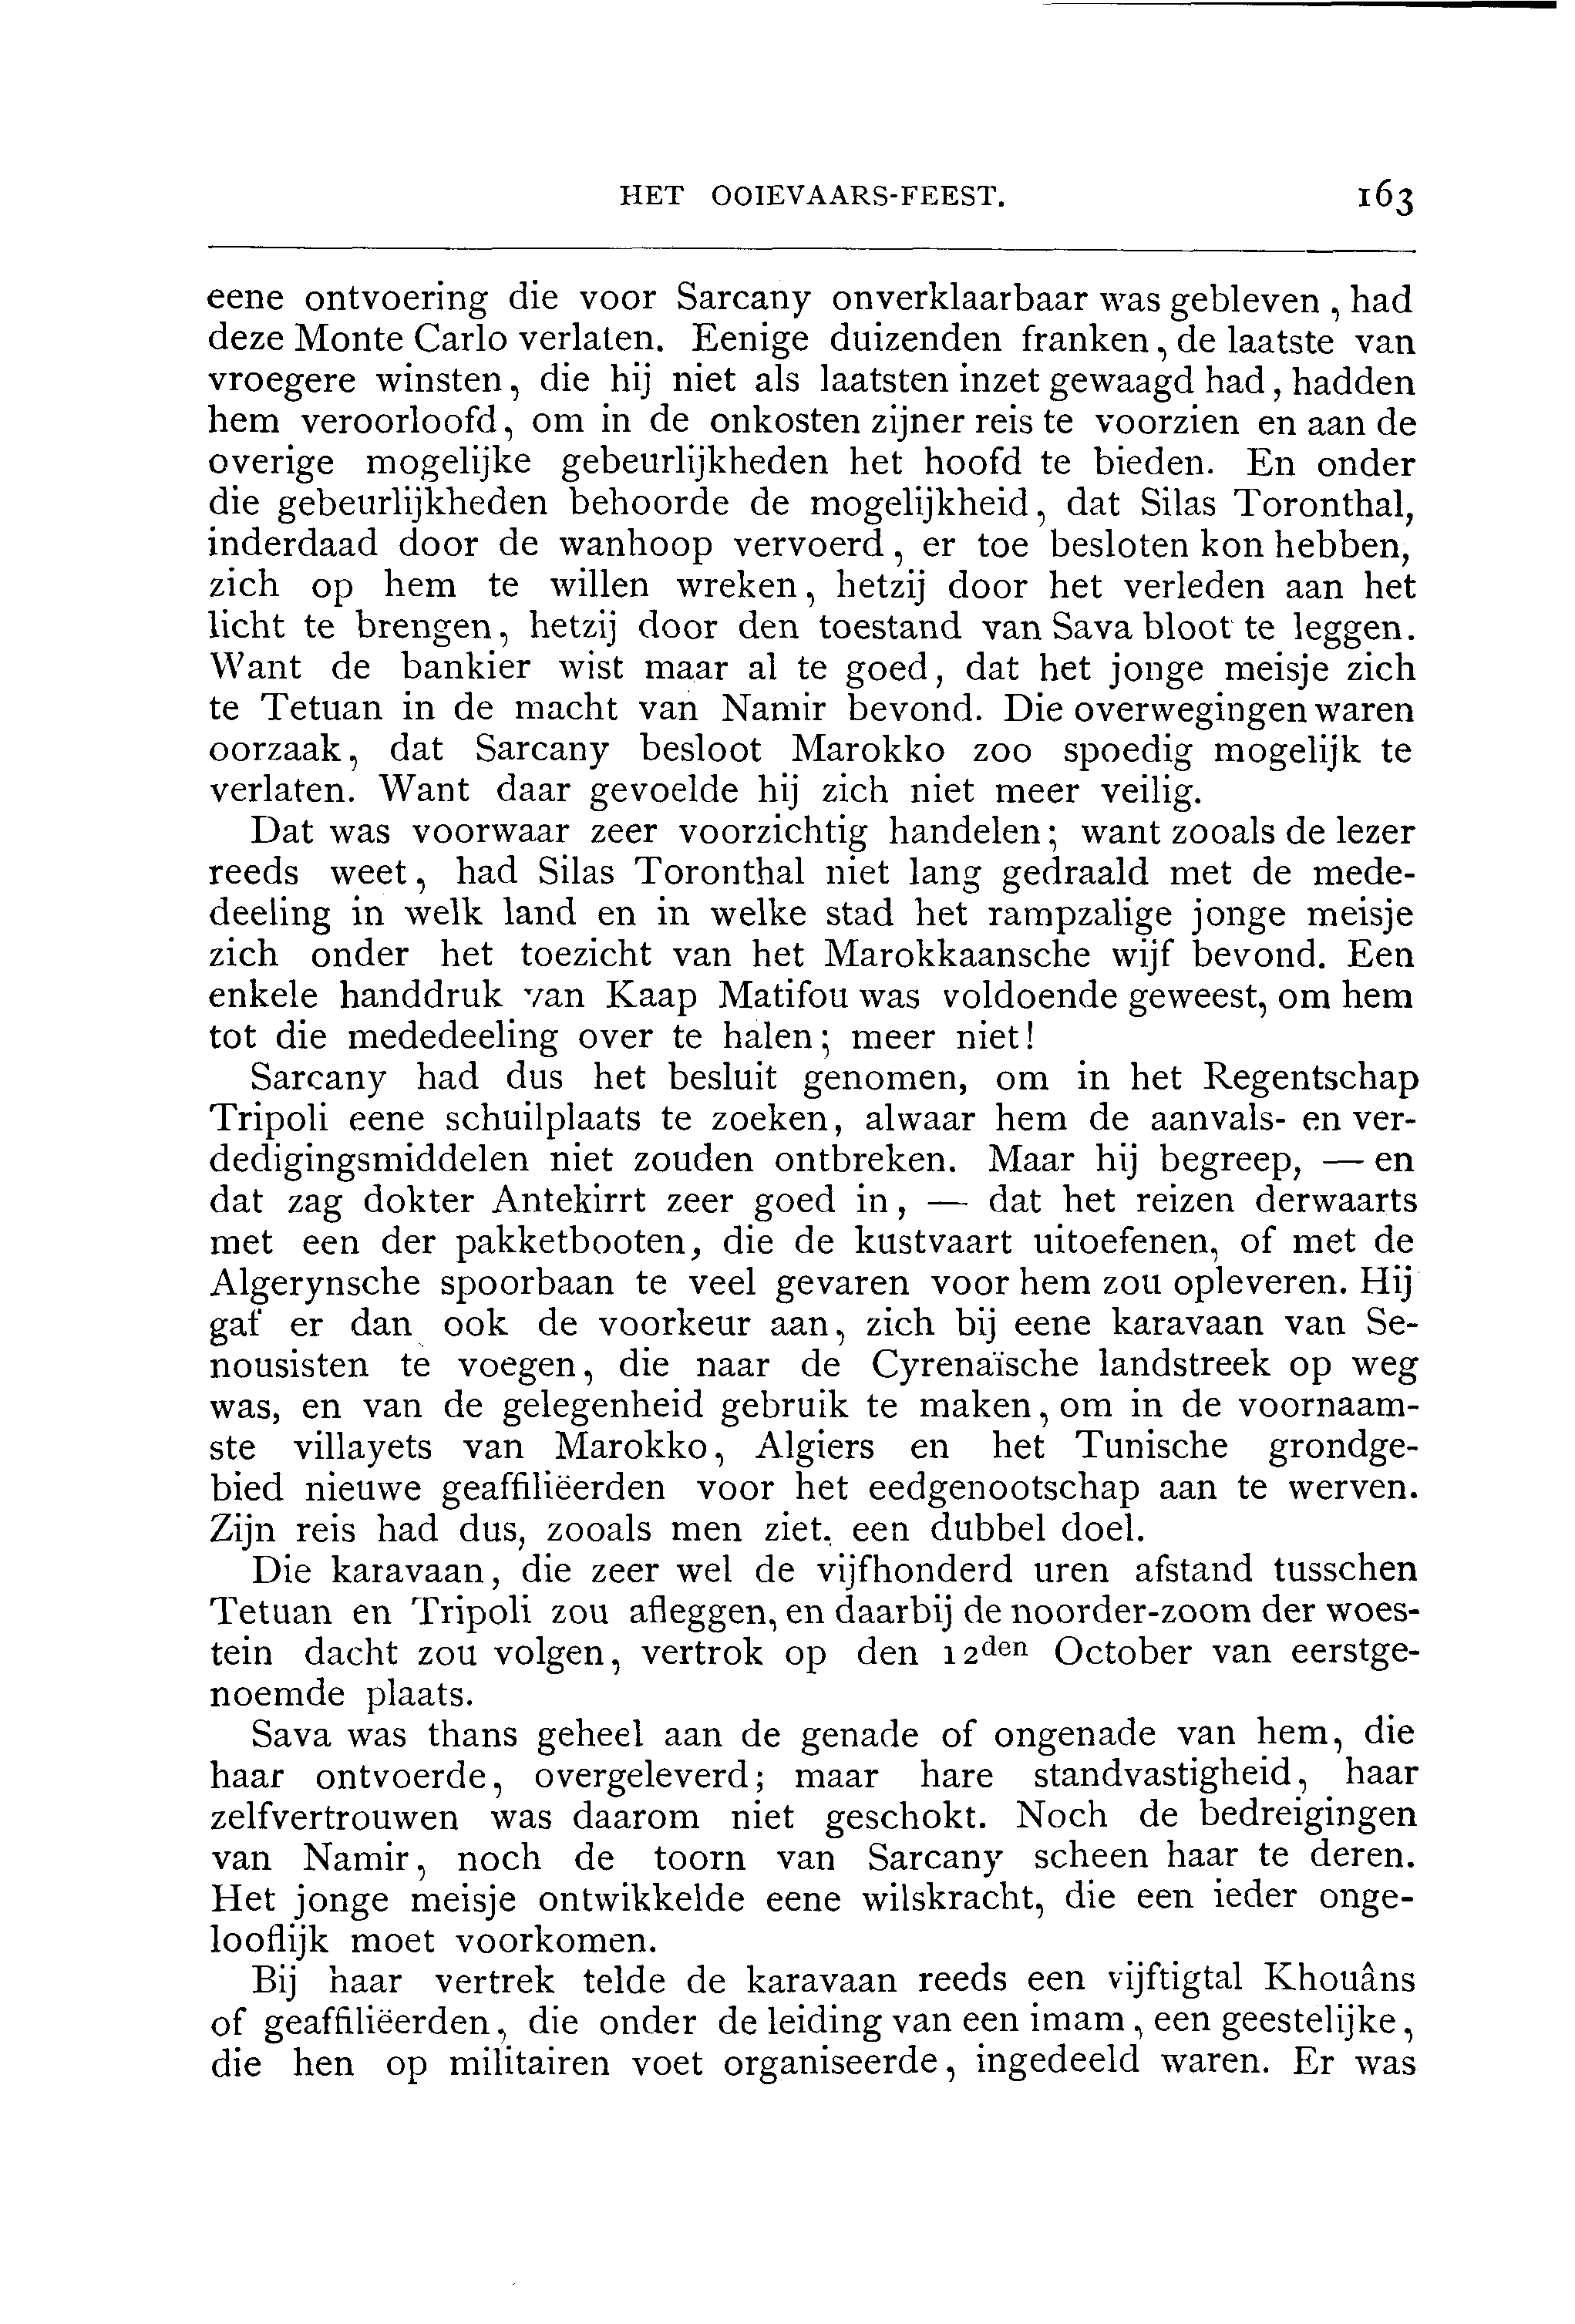 HET OOIEVAARS-FEEST. 163
eene ontvoering die voor Sarcany onverklaarbaar was gebleven, had
deze Monte Carlo verlaten. Eenige duizenden franken, de laatste van
vroegere winsten, die hij niet als laatsten inzet gewaagd had, hadden
hem veroorloofd, om in de onkosten zijner reis te voorzien en aan de
overige mogelijke gebeurlijkheden het hoofd te bieden. En onder
die gebeurlijkheden behoorde de mogelijkheid, dat Silas Toronthal,
inderdaad door de wanhoop vervoerd, er toe besloten kon hebben,
zich op hem te willen wreken, hetzij door het verleden aan het
licht te brengen, hetzij door den toestand van Sava bloot te leggen.
Want de bankier wist maar al te goed, dat het jonge meisje zich
te Tetuan in de macht van Namir bevond. Die overwegingen waren
oorzaak, dat Sarcany besloot Marokko zoo spoedig mogelijk te
verlaten. Want daar gevoelde hij zich niet meer veilig.
Dat was voorwaar zeer voorzichtig handelen; want zooals de lezer
reeds weet, had Silas Toronthal niet lang gedraald met de mede-
deeling in welk land en in welke stad het rampzalige jonge meisje
zich onder het toezicht van het Marokkaansche wijf bevond. Een
enkele handdruk van Kaap Matifou was voldoende geweest, om hem
tot die mededeeling over te halen; meer niet!
Sarcany had dus het besluit genomen, om in het Regentschap
Tripoli eene schuilplaats te zoeken, alwaar hem de aanvals- en ver-
dedigingsmiddelen niet zouden ontbreken. Maar hij begreep, — en
dat zag dokter Antekirrt zeer goed in, — dat het reizen derwaarts
met een der pakketbooten, die de kustvaart uitoefenen, of met de
Algerynsche spoorbaan te veel gevaren voor hem zou opleveren. Hij
gaf er dan ook de voorkeur aan, zich bij eene karavaan van Se-
nousisten te voegen, die naar de Cyrenaïsche landstreek op weg
was, en van de gelegenheid gebruik te maken, om in de voornaam-
ste villayets van Marokko, Algiers en het Tunische grondge-
bied nieuwe geaffiliëerden voor het eedgenootschap aan te werven.
Zijn reis had dus, zooals men ziet, een dubbel doel.
Die karavaan, die zeer wel de vijfhonderd uren afstand tusschen
Tetuan en Tripoli zou afleggen, en daarbij de noorder-zoom der woes-
tein dacht zou volgen, vertrok op den 12den October van eerstge-
noemde plaats.
Sava was thans geheel aan de genade of ongenade van hem, die
haar ontvoerde, overgeleverd; maar hare standvastigheid, haar
zelfvertrouwen was daarom niet geschokt. Noch de bedreigingen
van Namir, noch de toorn van Sarcany scheen haar te deren.
Het jonge meisje ontwikkelde eene wilskracht, die een ieder onge-
looflijk moet voorkomen.
Bij haar vertrek telde de karavaan reeds een vijftigtal Khouâns
of geaffiliëerden, die onder de leiding van een imam, een geestelijke,
die hen op militairen voet organiseerde, ingedeeld waren. Er was